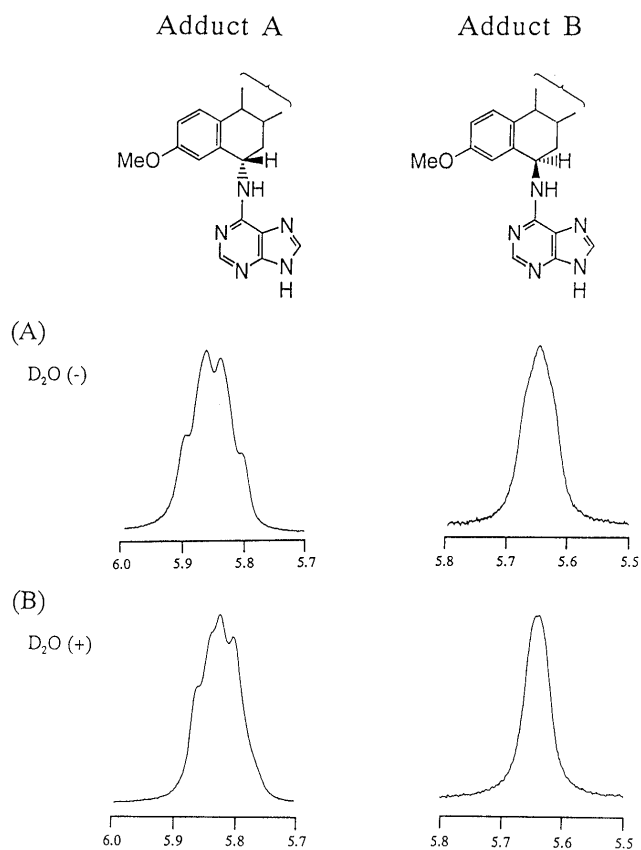 Adduct A
Adduct B
MeO
H
NH
N
N
N
N
H
MeO
H
NH
N
N
N
N
H
(A)
D₂O (-)
6.0 5.9 5.8 5.7
5.8 5.7 5.6 5.5
(B)
D₂O (+)
6.0 5.9 5.8 5.7
5.8 5.7 5.6 5.5